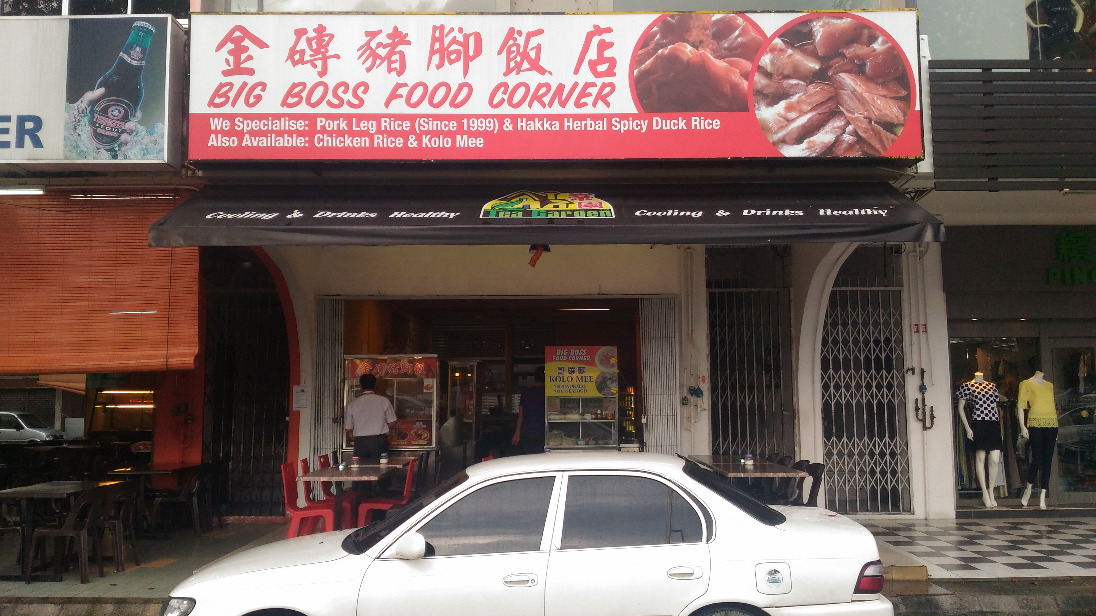 金磚豬腳飯店
BIG BOSS FOOD CORNER
We Specialise: Pork Leg Rice (Since 1999) & Hakka Herbal Spicy Duck Rice
Also Available: Chicken Rice & Kolo Mee
ER
Cooling & Drinks Healthy
Tea Garden
Cooling & Drinks Healthy
BIG BOSS
FOOD CORNER
KOLO MEE